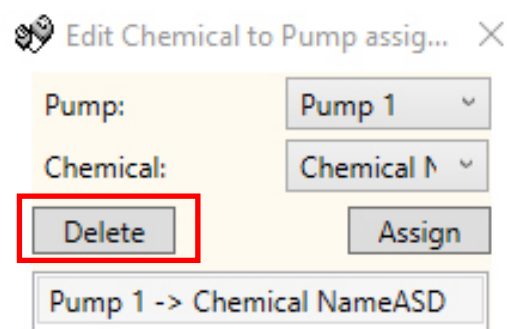 Edit Chemical to Pump assig...
Pump: Pump 1
Chemical: Chemical N
Delete Assign
Pump 1 -> Chemical NameASD